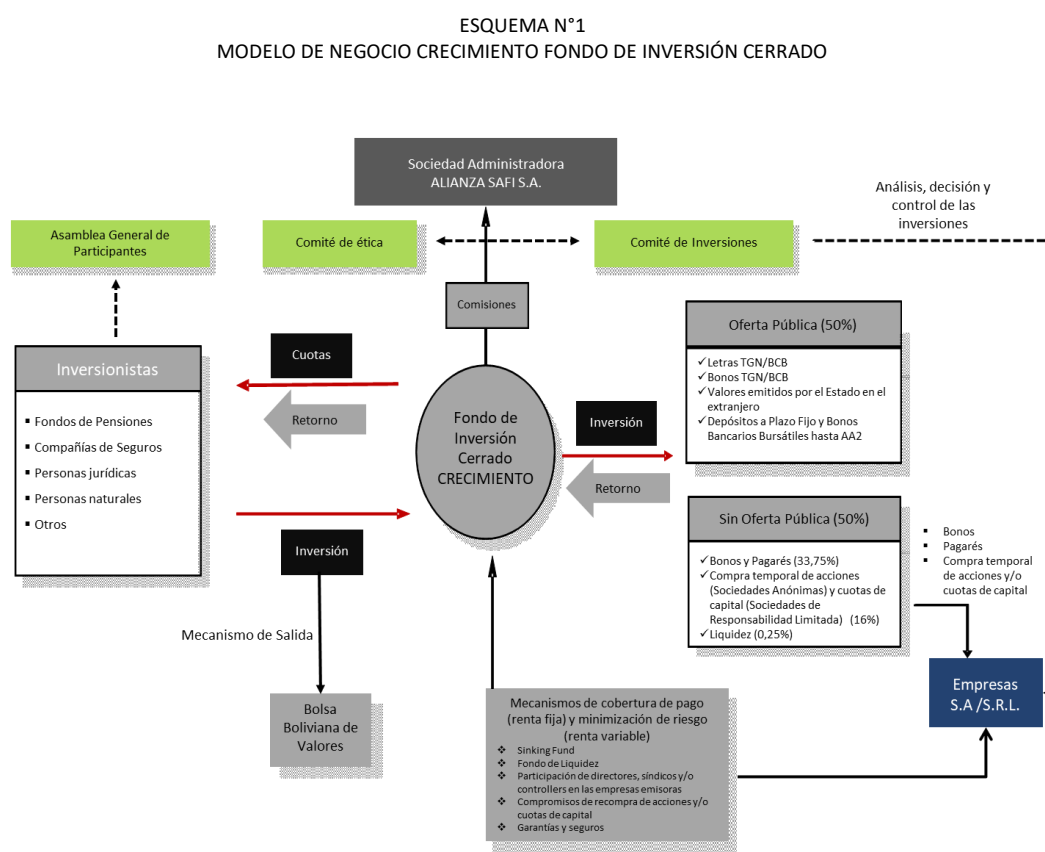 ESQUEMA N°1
MODELO DE NEGOCIO CRECIMIENTO FONDO DE INVERSIÓN CERRADO
Sociedad Administradora
ALIANZA SAFI S.A.
Análisis, decisión y
control de las
inversiones
Asamblea General de
Participantes
Comité de ética
Comité de Inversiones
Comisiones
Cuotas
Retorno
Inversionistas
▪ Fondos de Pensiones
▪ Compañías de Seguros
▪ Personas jurídicas
▪ Personas naturales
▪ Otros
Fondo de
Inversión
Cerrado
CRECIMIENTO
Inversión
Retorno
Oferta Pública (50%)
✓Letras TGN/BCB
✓Bonos TGN/BCB
✓Valores emitidos por el Estado en el
extranjero
✓Depósitos a Plazo Fijo y Bonos
Bancarios Bursátiles hasta AA2
Sin Oferta Pública (50%)
✓Bonos y Pagarés (33,75%)
✓Compra temporal de acciones
(Sociedades Anónimas) y cuotas de
capital (Sociedades de
Responsabilidad Limitada) (16%)
✓Liquidez (0,25%)
▪ Bonos
▪ Pagarés
▪ Compra temporal
de acciones y/o
cuotas de capital
Inversión
Mecanismo de Salida
Bolsa
Boliviana de
Valores
Mecanismos de cobertura de pago
(renta fija) y minimización de riesgo
(renta variable)
❖ Sinking Fund
❖ Fondo de Liquidez
❖ Participación de directores, síndicos y/o
controllers en las empresas emisoras
❖ Compromisos de recompra de acciones y/o
cuotas de capital
❖ Garantías y seguros
Empresas
S.A /S.R.L.